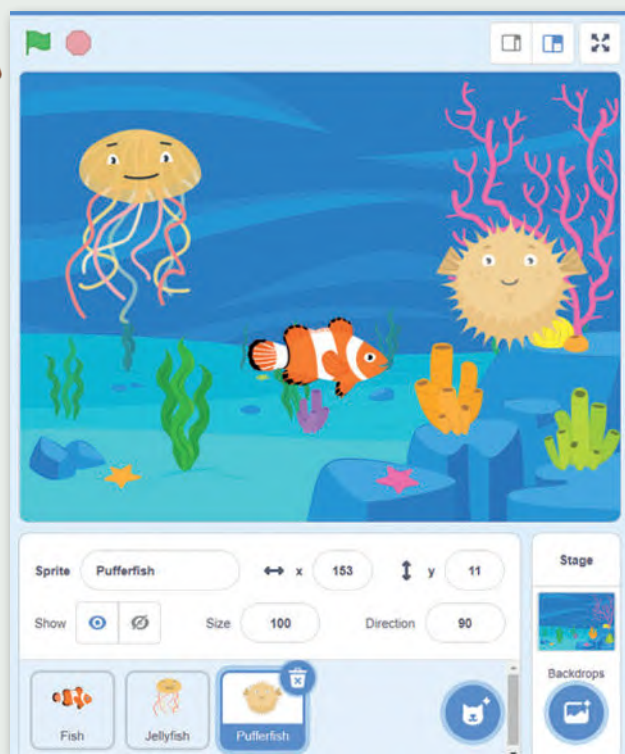 Sprite Pufferfish x 153 y 11
Show Size 100 Direction 90
Fish Jellyfish Pufferfish
Stage
Backdrops